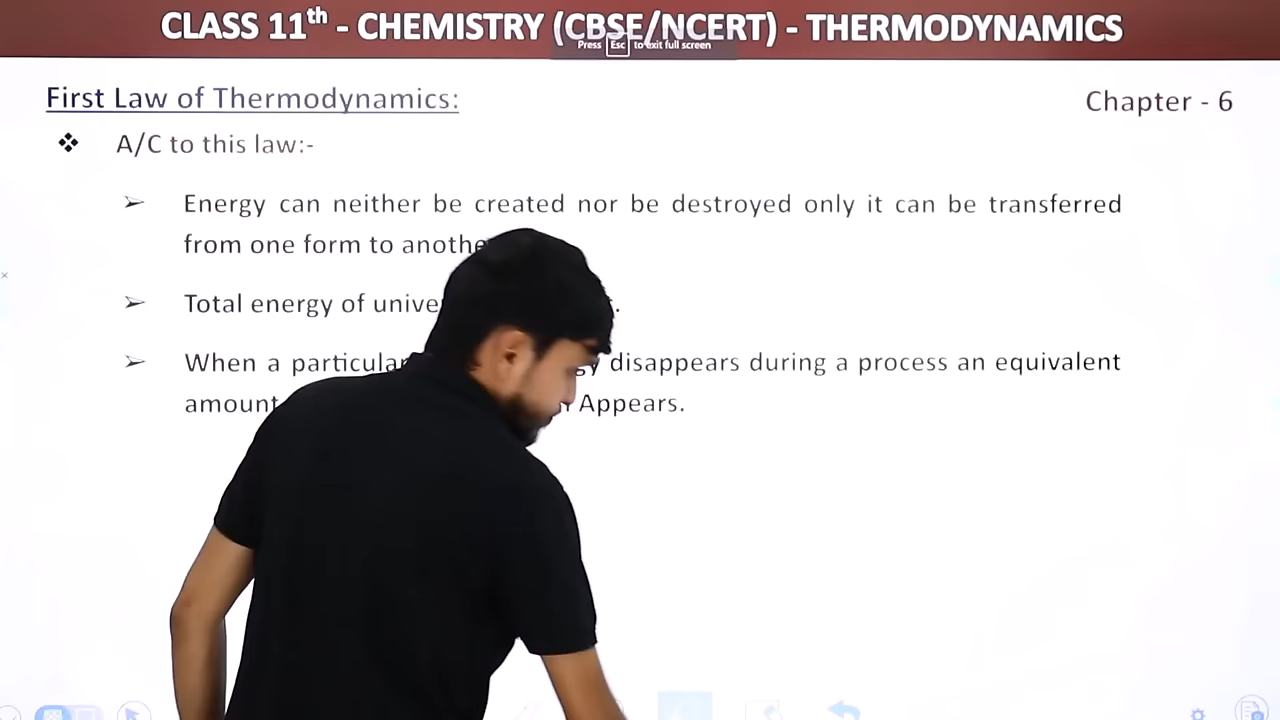 CLASS 11th - CHEMISTRY (CBSE/NCERT) - THERMODYNAMICS
Press Esc to exit full screen
First Law of Thermodynamics:
Chapter - 6
A/C to this law:-
Energy can neither be created nor be destroyed only it can be transferred
from one form to
Total energy of
When a disappears during a process an equivalent
amount Appears.